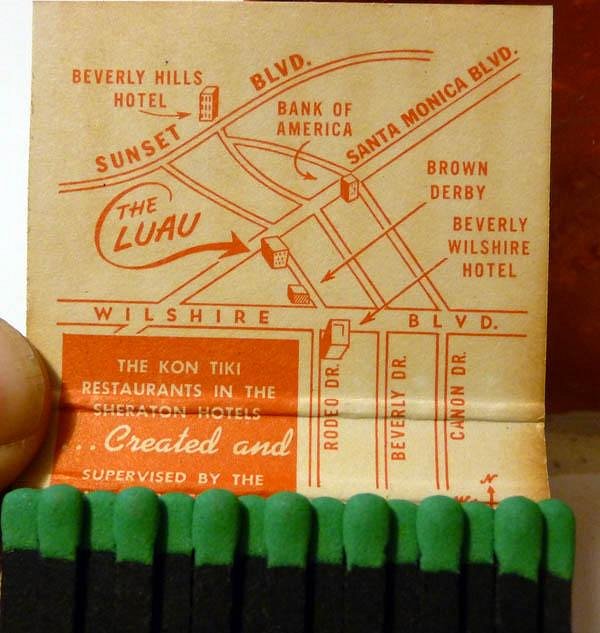 BEVERLY HILLS
HOTEL
SUNSET BLVD.
BANK OF
AMERICA
SANTA MONICA BLVD.
THE
LUAU
BROWN
DERBY
BEVERLY
WILSHIRE
HOTEL
WILSHIRE BLVD.
RODEO DR.
BEVERLY DR.
CANON DR.
THE KON TIKI
RESTAURANTS IN THE
SHERATON HOTELS
. . Created and
SUPERVISED BY THE
N